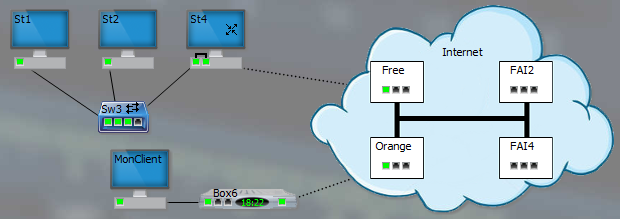 St1
St2
St4
Internet
Free
FAI2
Sw3
Orange
FAI4
MonClient
Box6
18:22